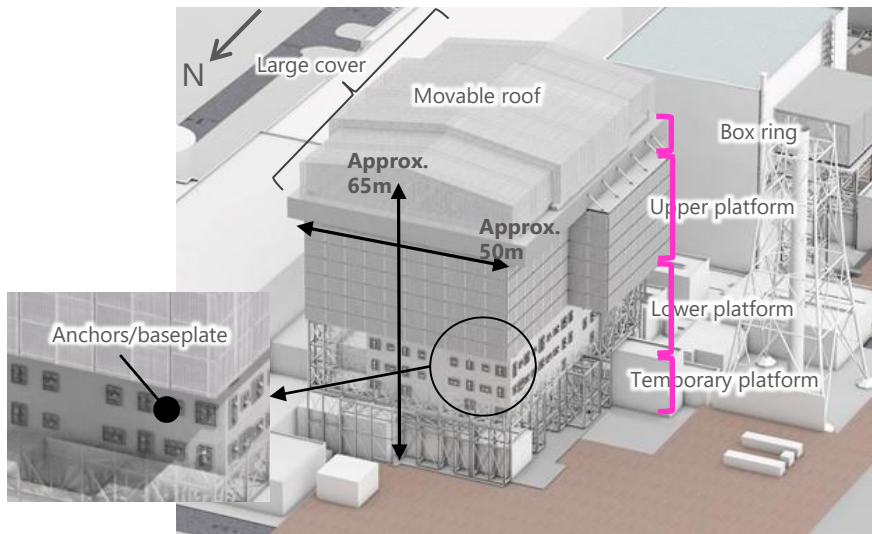 N
Large cover
Movable roof
Box ring
Approx.
65m
Upper platform
Approx.
50m
Lower platform
Anchors/baseplate
Temporary platform